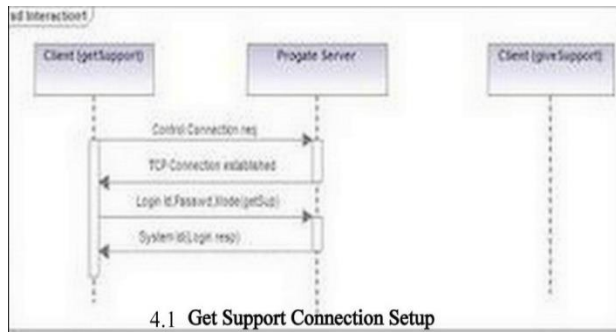 sd Interaction1
Client (getSupport)
Progate Server
Client (giveSupport)
Control Connection req
TCP Connection established
Login Id,Passwd,Mode(getSup)
System Id(Login resp)
4.1 Get Support Connection Setup